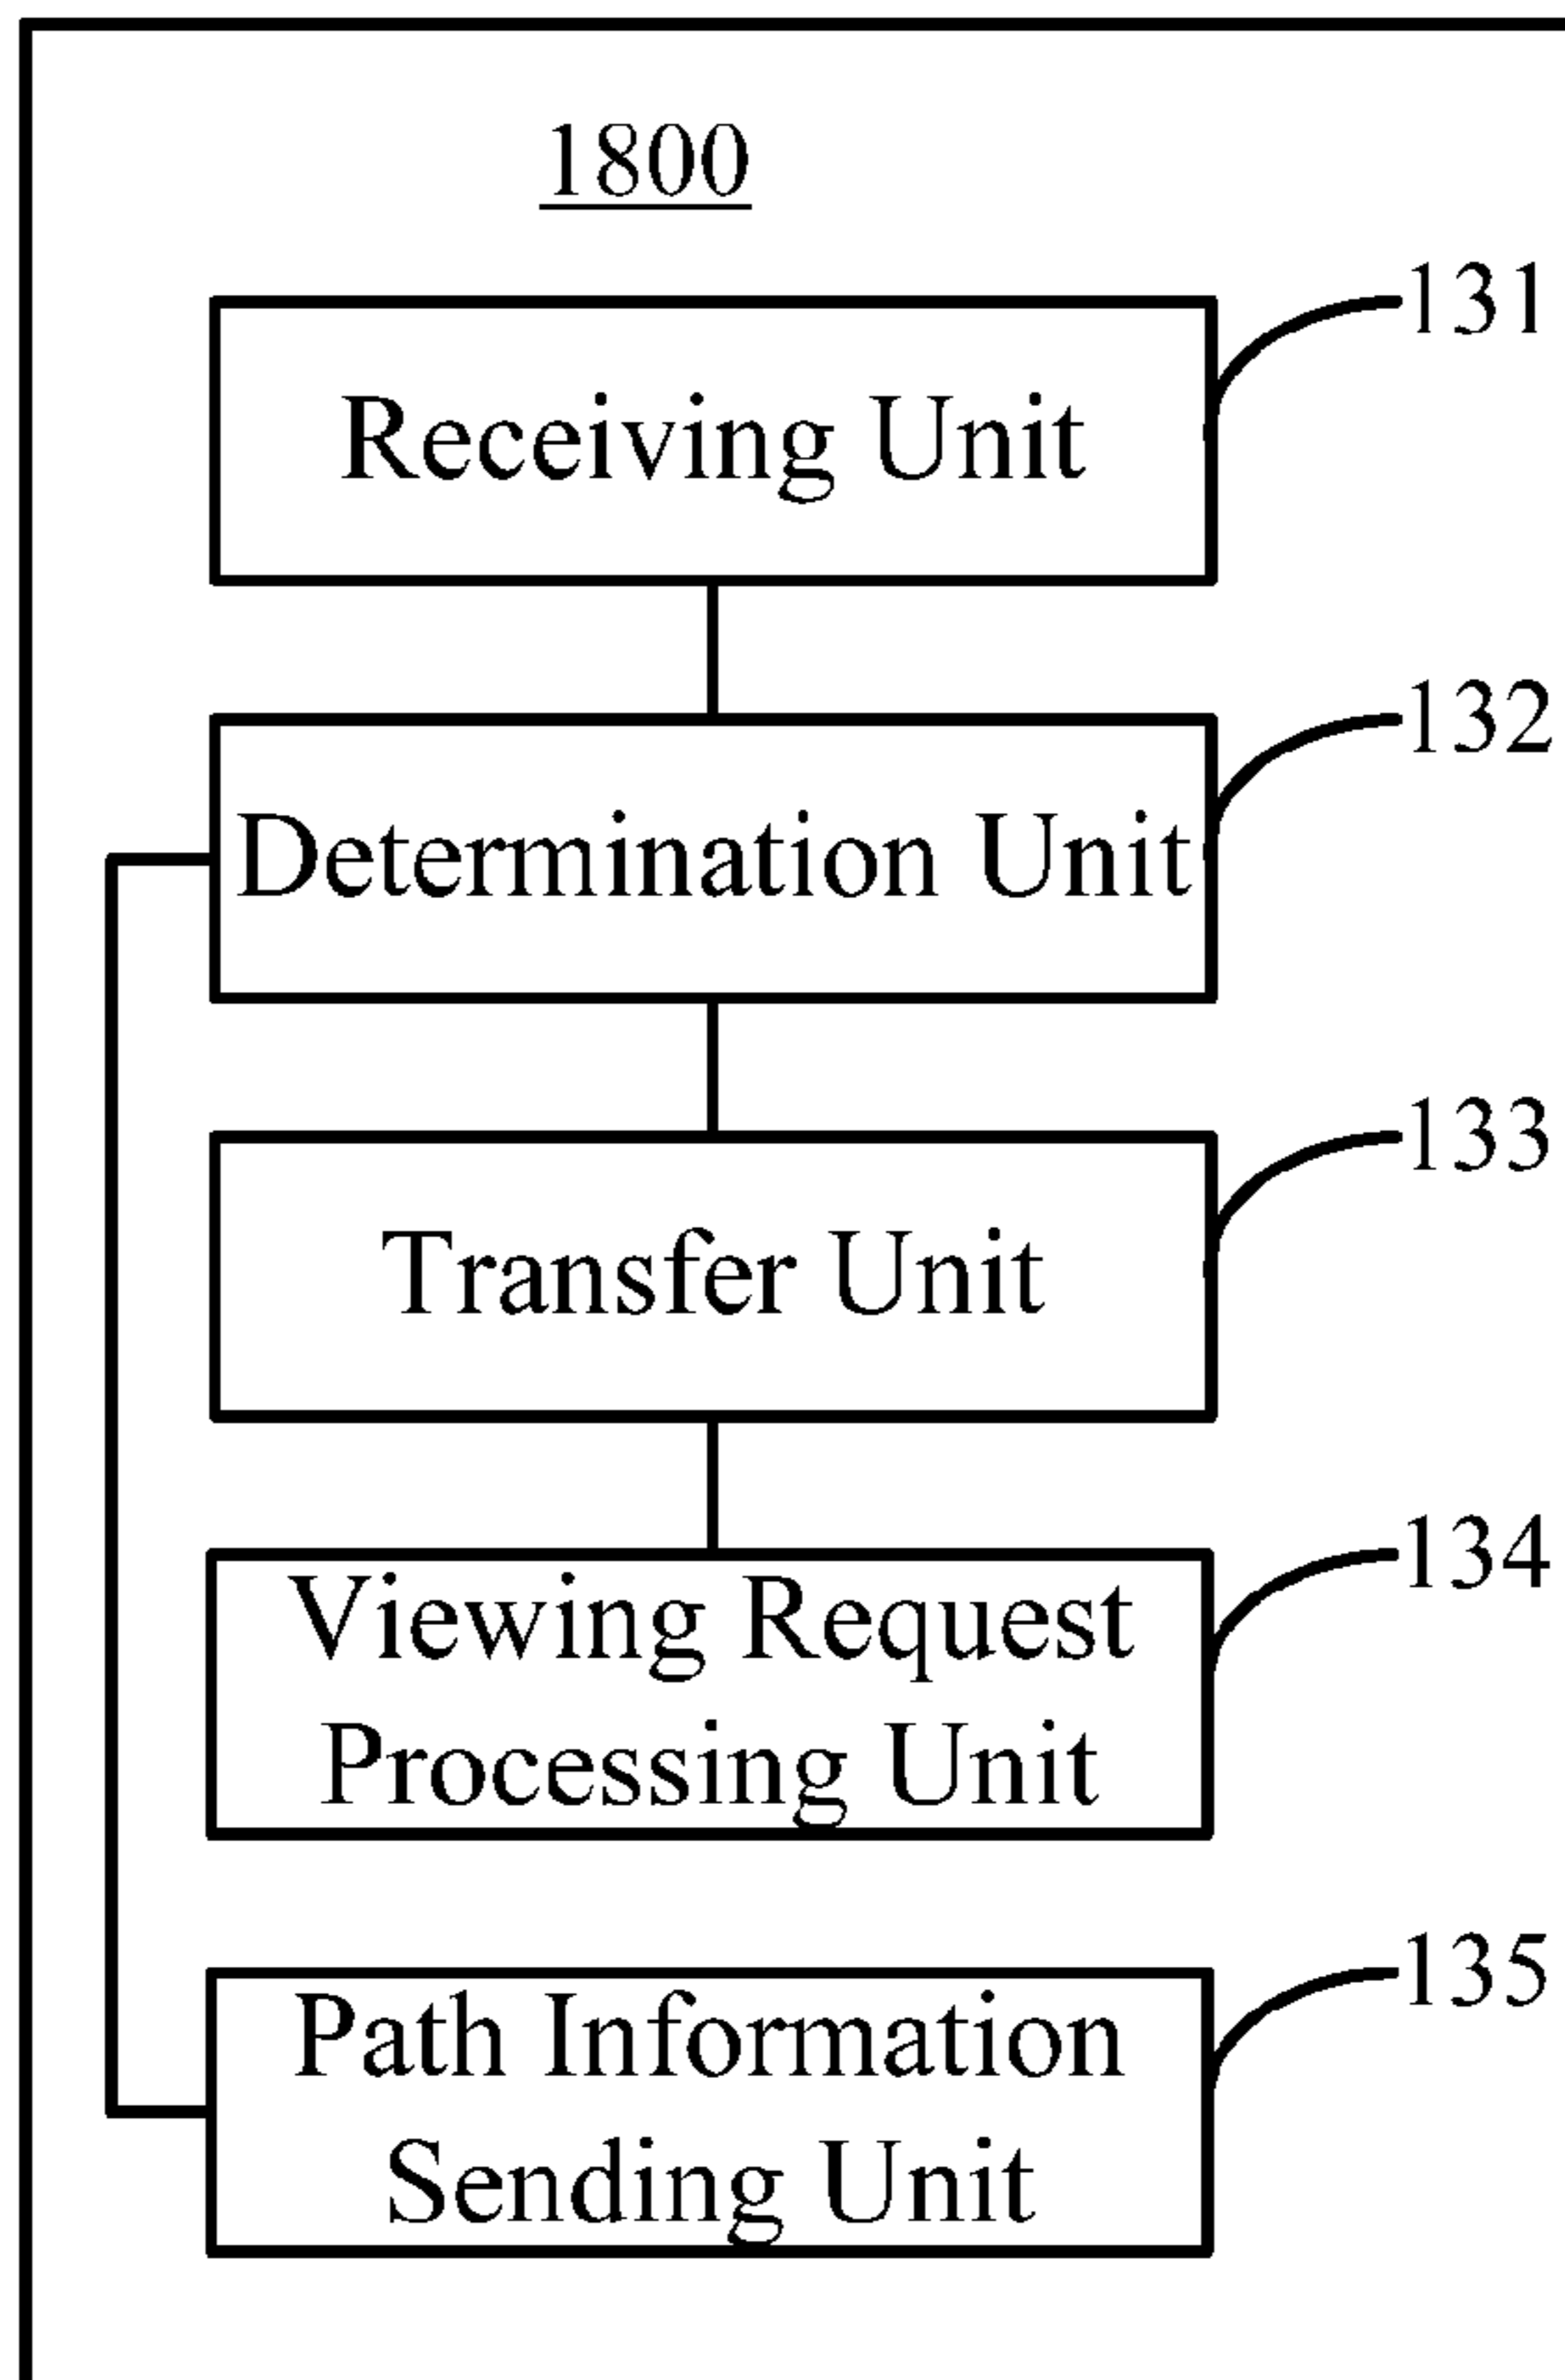 1800
131
Receiving Unit
132
Determination Unit
133
Transfer Unit
134
Viewing Request
Processing Unit
135
Path Information
Sending Unit